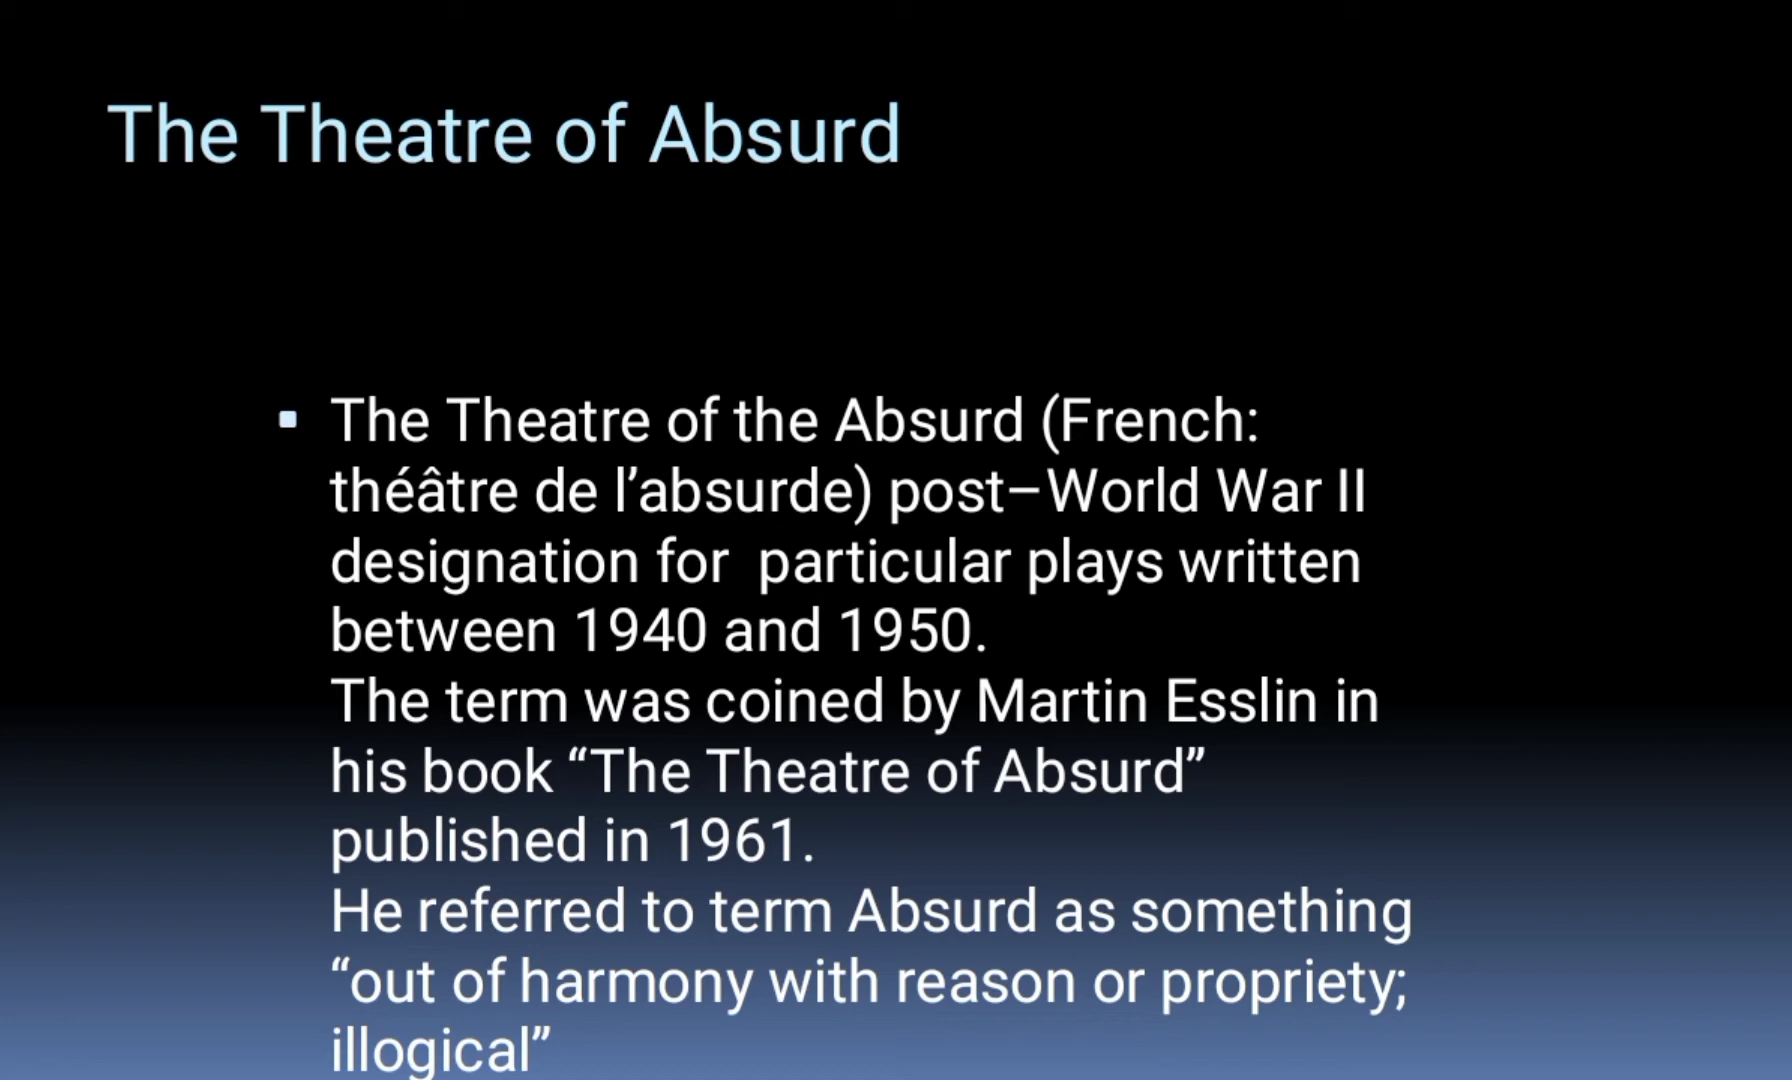 The Theatre of Absurd
The Theatre of the Absurd (French:
théâtre de l’absurde) post–World War II
designation for  particular plays written
between 1940 and 1950.
The term was coined by Martin Esslin in
his book “The Theatre of Absurd”
published in 1961.
He referred to term Absurd as something
“out of harmony with reason or propriety;
illogical”